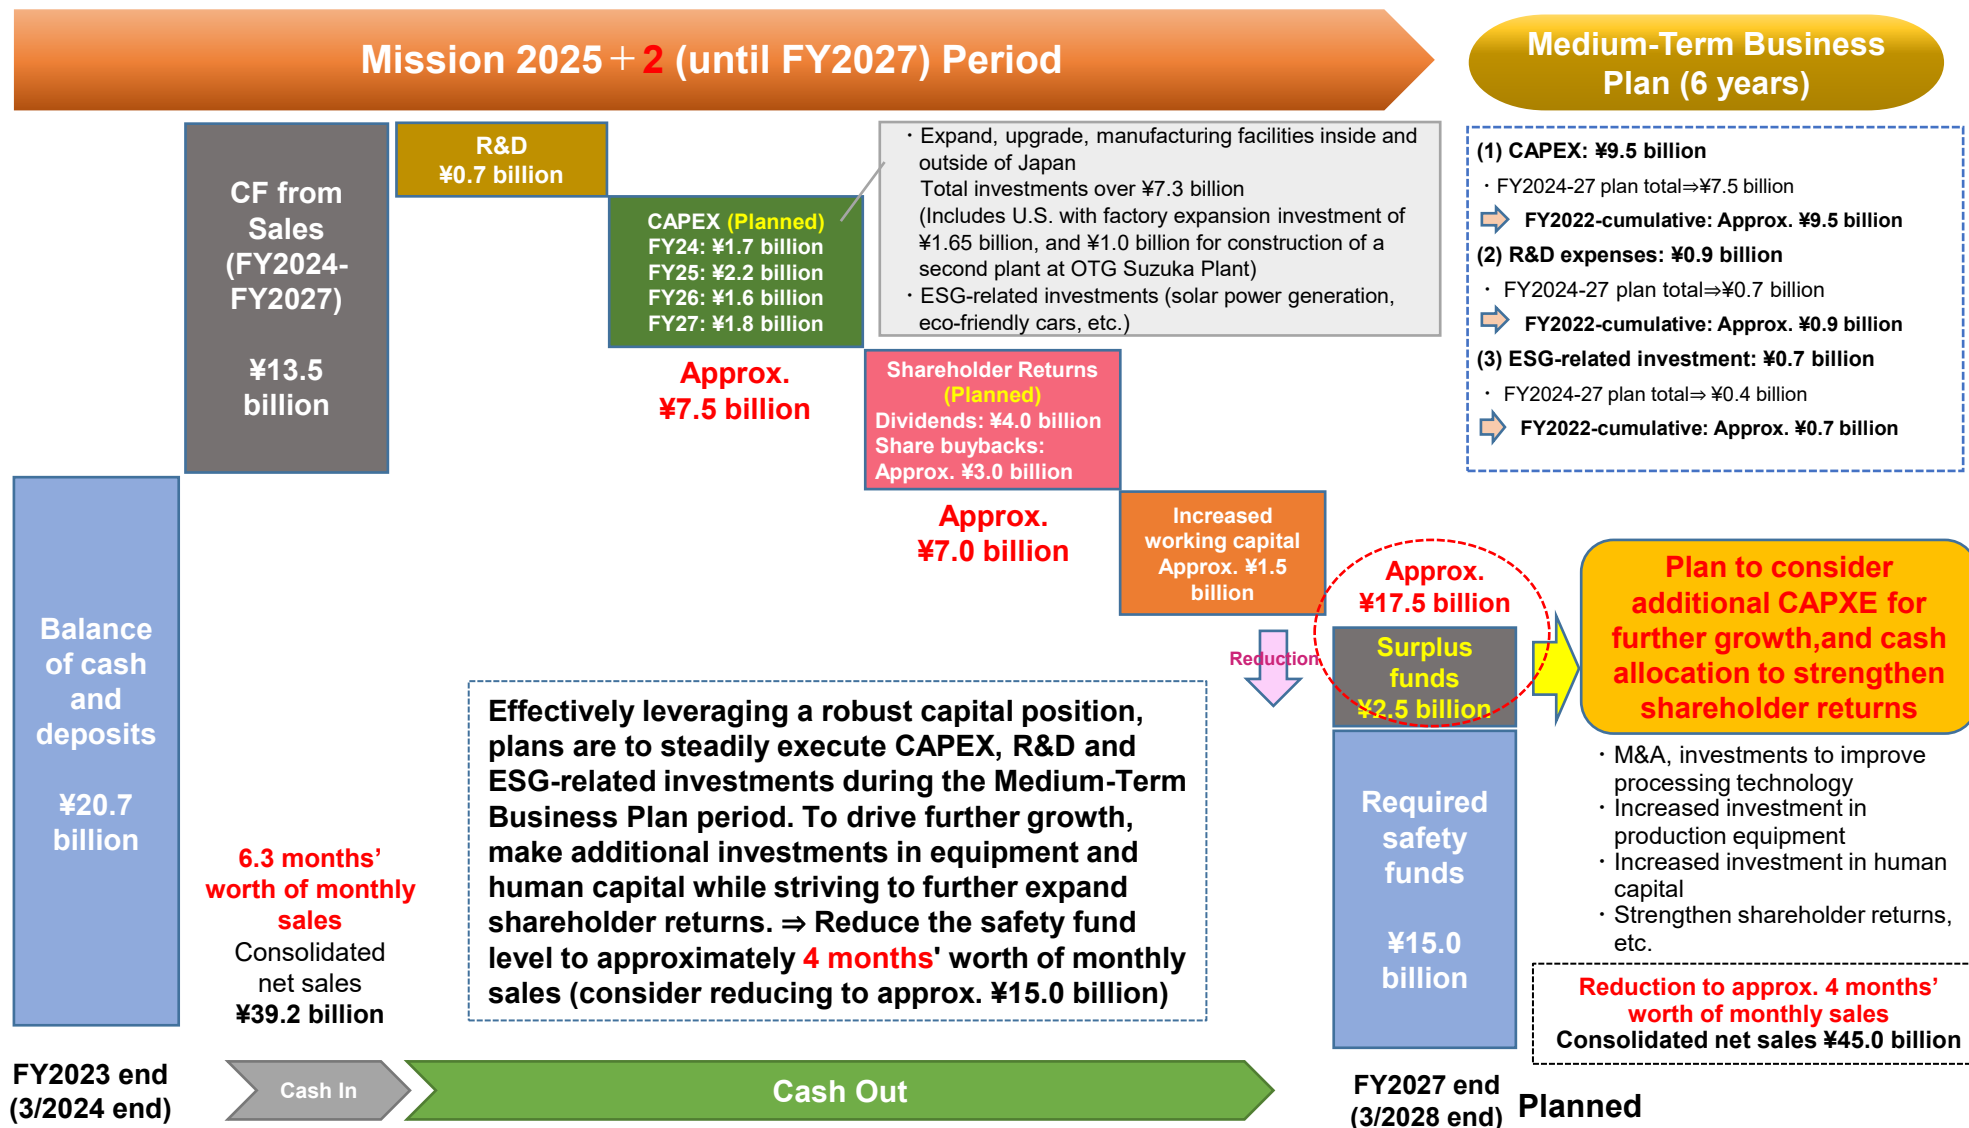 Mission 2025＋2 (until FY2027) Period
Medium-Term Business
Plan (6 years)
CF from
Sales
(FY2024-
FY2027)
¥13.5
billion
R&D
¥0.7 billion
CAPEX (Planned)
FY24: ¥1.7 billion
FY25: ¥2.2 billion
FY26: ¥1.6 billion
FY27: ¥1.8 billion
Approx.
¥7.5 billion
・Expand, upgrade, manufacturing facilities inside and
outside of Japan
Total investments over ¥7.3 billion
(Includes U.S. with factory expansion investment of
¥1.65 billion, and ¥1.0 billion for construction of a
second plant at OTG Suzuka Plant)
・ESG-related investments (solar power generation,
eco-friendly cars, etc.)
(1) CAPEX: ¥9.5 billion
・FY2024-27 plan total⇒¥7.5 billion
FY2022-cumulative: Approx. ¥9.5 billion
(2) R&D expenses: ¥0.9 billion
・ FY2024-27 plan total⇒¥0.7 billion
FY2022-cumulative: Approx. ¥0.9 billion
(3) ESG-related investment: ¥0.7 billion
・ FY2024-27 plan total⇒ ¥0.4 billion
FY2022-cumulative: Approx. ¥0.7 billion
Shareholder Returns
(Planned)
Dividends: ¥4.0 billion
Share buybacks:
Approx. ¥3.0 billion
Approx.
¥7.0 billion
Increased
working capital
Approx. ¥1.5
billion
Reduction
Approx.
¥17.5 billion
Surplus
funds
¥2.5 billion
Required
safety
funds
¥15.0
billion
Plan to consider
additional CAPXE for
further growth,and cash
allocation to strengthen
shareholder returns
・M&A, investments to improve
processing technology
・Increased investment in
production equipment
・Increased investment in human
capital
・Strengthen shareholder returns,
etc.
Reduction to approx. 4 months’
worth of monthly sales
Consolidated net sales ¥45.0 billion
Balance
of cash
and
deposits
¥20.7
billion
6.3 months’
worth of monthly
sales
Consolidated
net sales
¥39.2 billion
Effectively leveraging a robust capital position,
plans are to steadily execute CAPEX, R&D and
ESG-related investments during the Medium-Term
Business Plan period. To drive further growth,
make additional investments in equipment and
human capital while striving to further expand
shareholder returns. ⇒ Reduce the safety fund
level to approximately 4 months' worth of monthly
sales (consider reducing to approx. ¥15.0 billion)
FY2023 end
(3/2024 end)
Cash In
Cash Out
FY2027 end
(3/2028 end)
Planned